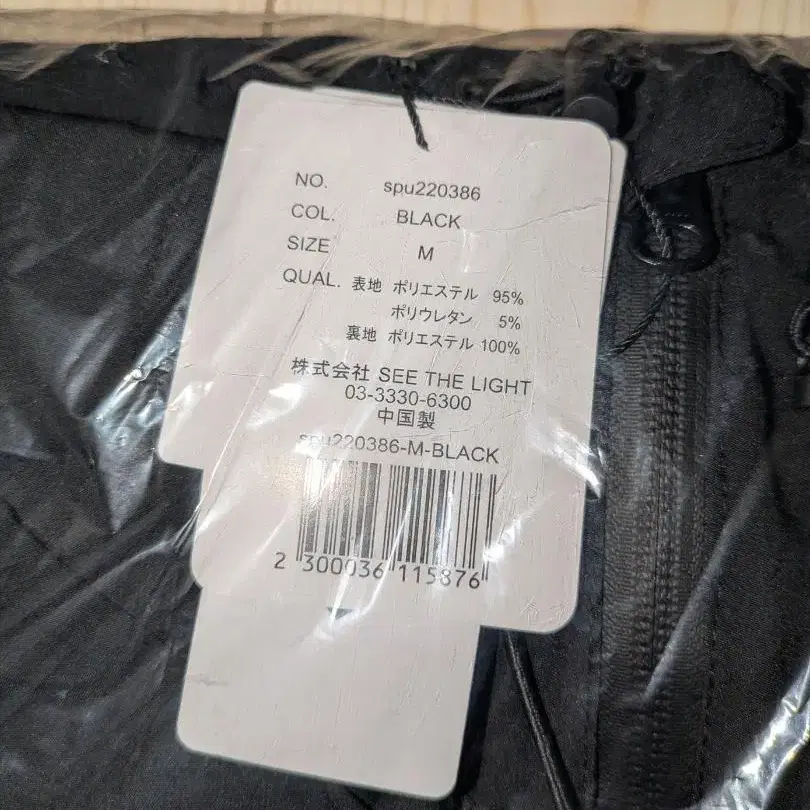 NO. spu220386
COL. BLACK
SIZE M
QUAL. 表地 ポリエステル 95%
ポリウレタン 5%
裏地 ポリエステル 100%
株式会社 SEE THE LIGHT
03-3330-6300
中国製
spu220386-M-BLACK
2 300036 115876